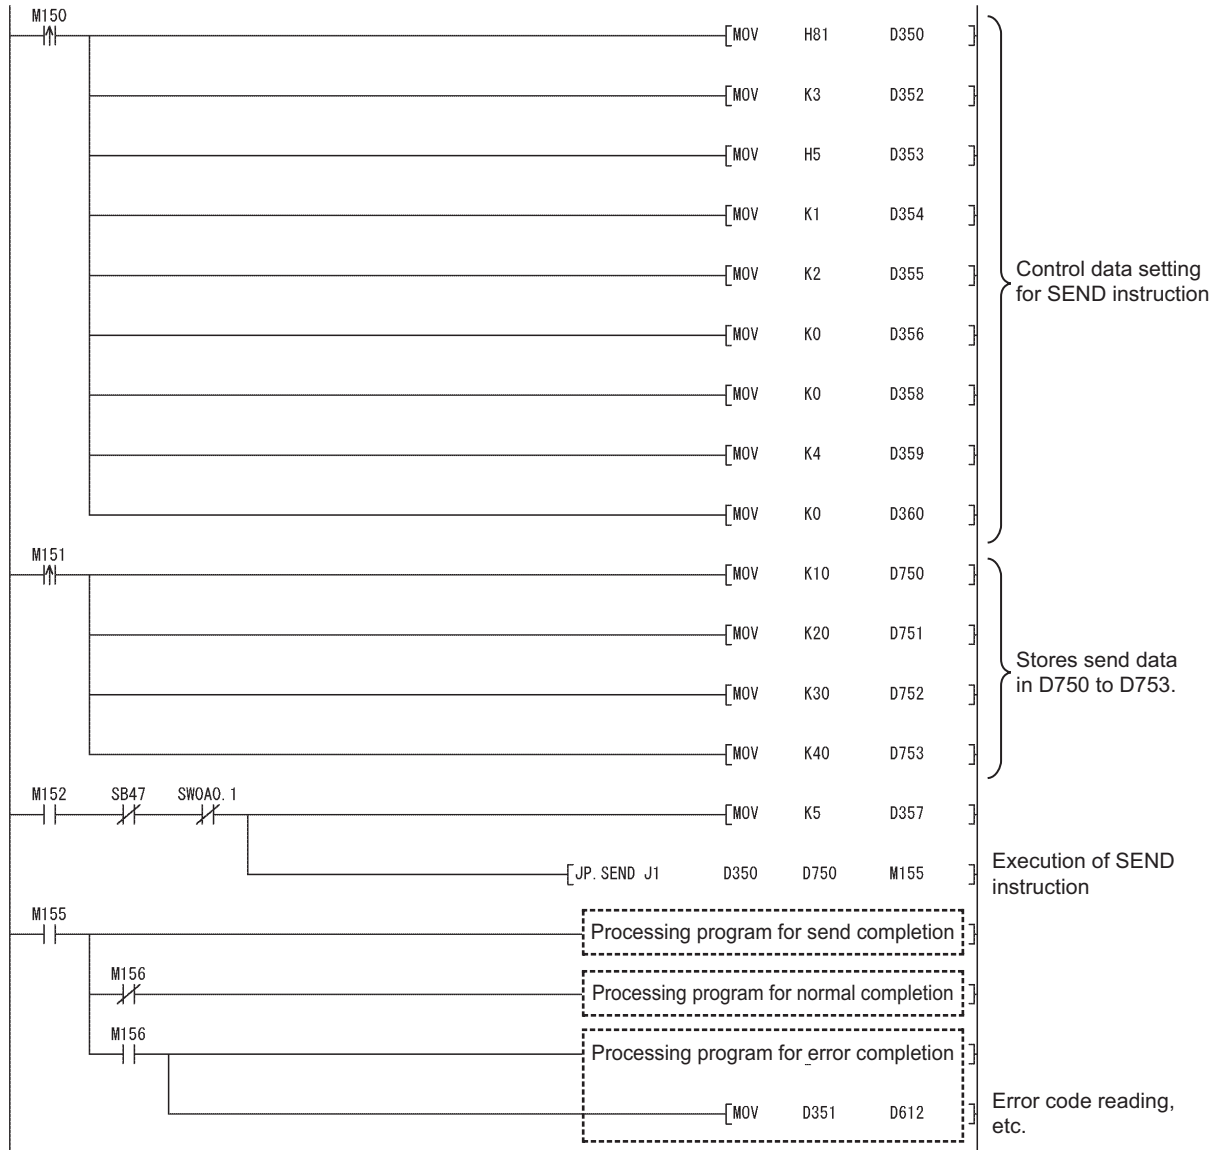 M150
[MOV H81 D350 ]
[MOV K3 D352 ]
[MOV H5 D353 ]
[MOV K1 D354 ]
[MOV K2 D355 ]
[MOV K0 D356 ]
[MOV K0 D358 ]
[MOV K4 D359 ]
[MOV K0 D360 ]
Control data setting
for SEND instruction
M151
[MOV K10 D750 ]
[MOV K20 D751 ]
[MOV K30 D752 ]
[MOV K40 D753 ]
Stores send data
in D750 to D753.
M152 SB47 SW0A0.1
[MOV K5 D357 ]
[JP.SEND J1 D350 D750 M155 ]
Execution of SEND
instruction
M155
Processing program for send completion ]
M156
Processing program for normal completion ]
M156
Processing program for error completion ]
[MOV D351 D612 ]
Error code reading,
etc.